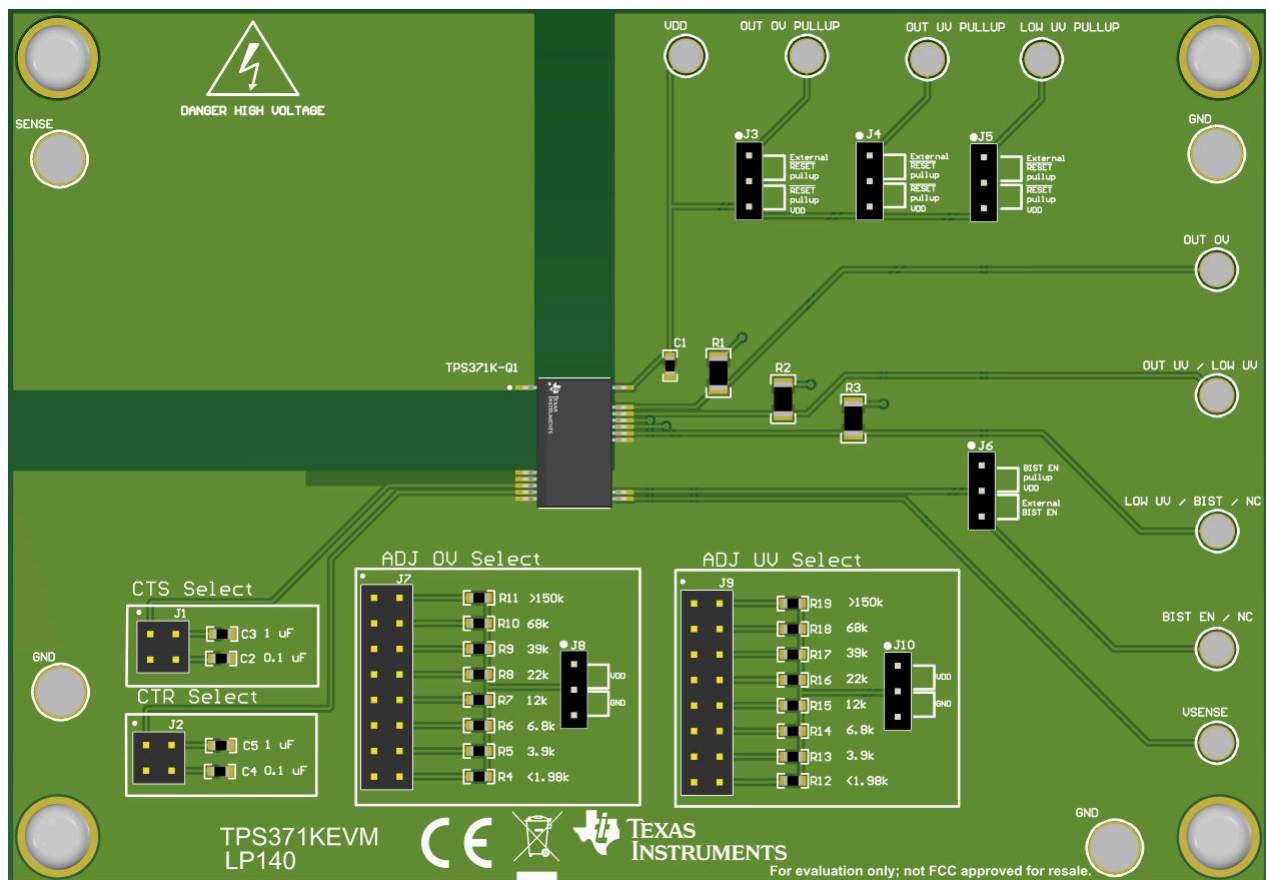 VDD
OUT OV PULLUP
OUT UV PULLUP
LOW UV PULLUP
DANGER HIGH VOLTAGE
SENSE
GND
J3
External
RESET
pullup
RESET
pullup
VDD
J4
External
RESET
pullup
RESET
pullup
VDD
J5
External
RESET
pullup
RESET
pullup
VDD
OUT OV
C1
R1
R2
R3
OUT UV / LOW UV
TPS371K-Q1
TEXAS
INSTRUMENTS
J6
BIST EN
pullup
VDD
External
BIST EN
LOW UV / BIST / NC
BIST EN / NC
VSENSE
CTS Select
J1
C3 1 uF
C2 0.1 uF
GND
CTR Select
J2
C5 1 uF
C4 0.1 uF
ADJ OV Select
J7
R11 >150k
R10 68k
R9 39k
R8 22k
R7 12k
R6 6.8k
R5 3.9k
R4 <1.98k
J8
VDD
GND
ADJ UV Select
J9
R19 >150k
R18 68k
R17 39k
R16 22k
R15 12k
R14 6.8k
R13 3.9k
R12 <1.98k
J10
VDD
GND
GND
TPS371KEVM
LP140
CE
TEXAS
INSTRUMENTS
For evaluation only; not FCC approved for resale.